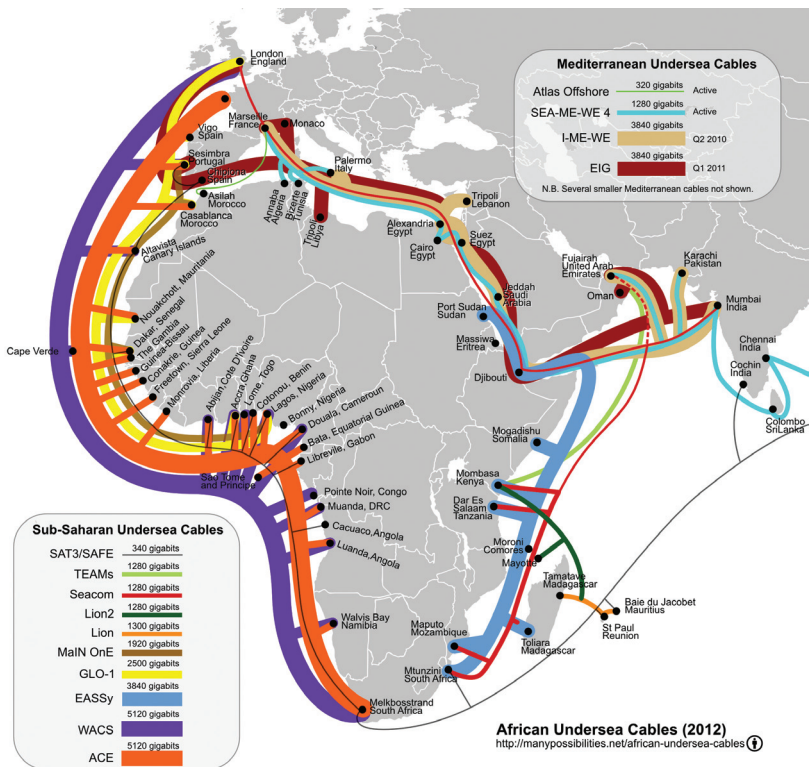 London
England
Mediterranean Undersea Cables
320 gigabits
Atlas Offshore
Active
1280 gigabits
SEA-ME-WE 4
Active
3840 gigabits
I-ME-WE
Q2 2010
3840 gigabits
EIG
Q1 2011
N.B. Several smaller Mediterranean cables not shown.
Vigo
Spain
Marseille
France
Monaco
Sesimbra
Portugal
Chipiona
Spain
Palermo
Italy
Asilah Morocco
Casablanca
Morocco
Annaba
Algeria
Bizerte
Tunisia
Tripoli
Libya
Tripoli
Lebanon
Alexandria
Egypt
Cairo
Egypt
Suez
Egypt
Altavista
Canary Islands
Jeddah
Saudi
Arabia
Port Sudan
Sudan
Massiwa
Eritrea
Djibouti
Fujairah
United Arab
Emirates
Oman
Karachi
Pakistan
Mumbai
India
Chennai
India
Cochin
India
Colombo
SriLanka
Nouakchott, Mauritania
Dakar, Senegal
The Gambia
Guinea-Bissau
Conakrie, Guinea
Freetown, Sierra Leone
Monrovia, Liberia
Cape Verde
Abijan,Cote D'Ivoire
Accra,Ghana
Lome, Togo
Cotonou, Benin
Lagos, Nigeria
Bonny, Nigeria
Douala, Cameroun
Bata, Equatorial Guinea
Libreville, Gabon
Sao Tome
and Principe
Pointe Noir, Congo
Muanda, DRC
Cacuaco,Angola
Luanda,Angola
Walvis Bay
Namibia
Melkbosstrand
South Africa
Mogadishu
Somalia
Mombasa
Kenya
Dar Es
Salaam
Tanzania
Moroni
Comores
Mayotte
Tamatave
Madagascar
Baie du Jacobet
Mauritius
St Paul
Reunion
Maputo
Mozambique
Toliara
Madagascar
Mtunzini
South Africa
Sub-Saharan Undersea Cables
340 gigabits
SAT3/SAFE
1280 gigabits
TEAMs
1280 gigabits
Seacom
1280 gigabits
Lion2
1300 gigabits
Lion
1920 gigabits
MaIN OnE
2500 gigabits
GLO-1
3840 gigabits
EASSy
5120 gigabits
WACS
5120 gigabits
ACE
African Undersea Cables (2012)
http://manypossibilities.net/african-undersea-cables